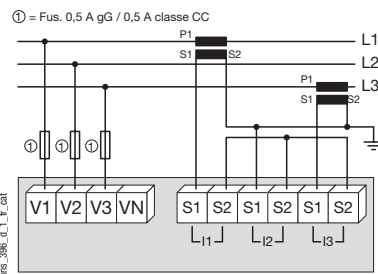 ① = Fus. 0,5 A gG / 0,5 A classe CC
P1
L1
S1 S2
L2
P1
L3
S1 S2
① ① ①
V1 V2 V3 VN S1 S2 S1 S2 S1 S2
I1 I2 I3
ins_396_d_1_fr_cat